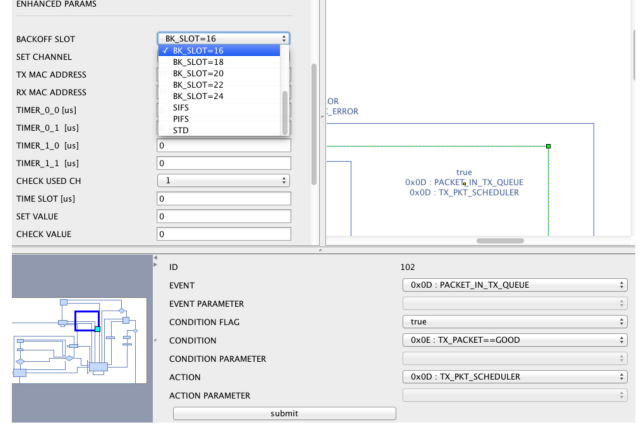 ENHANCED PARAMS
BACKOFF SLOT
BK_SLOT=16
✓ BK_SLOT=16
BK_SLOT=18
BK_SLOT=20
BK_SLOT=22
BK_SLOT=24
SIFS
PIFS
STD
SET CHANNEL
TX MAC ADDRESS
RX MAC ADDRESS
TIMER_0_0 [us]
TIMER_0_1 [us]
TIMER_1_0 [us] 0
TIMER_1_1 [us] 0
CHECK USED CH 1
TIME SLOT [us] 0
SET VALUE 0
CHECK VALUE 0
OR
_ERROR
true
0x0D : PACKET_IN_TX_QUEUE
0x0D : TX_PKT_SCHEDULER
ID 102
EVENT 0x0D : PACKET_IN_TX_QUEUE
EVENT PARAMETER
CONDITION FLAG true
CONDITION 0x0E : TX_PACKET==GOOD
CONDITION PARAMETER
ACTION 0x0D : TX_PKT_SCHEDULER
ACTION PARAMETER
submit